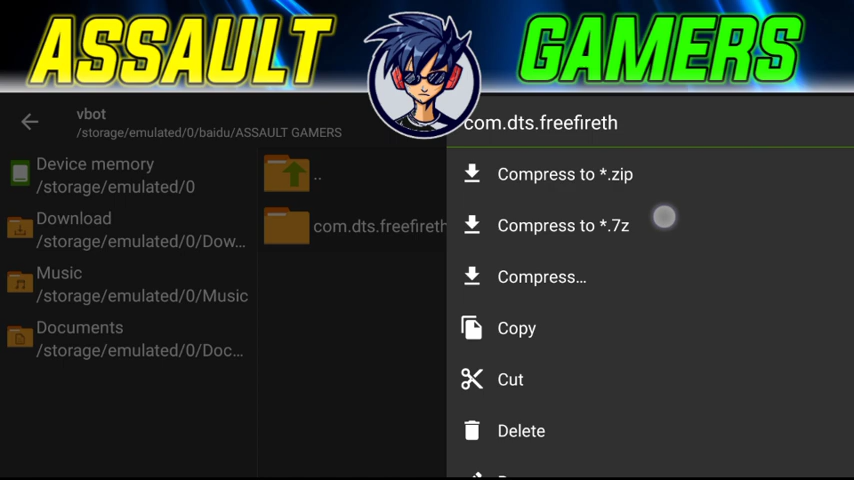 ASSAULT GAMERS
vbot
/storage/emulated/0/baidu/ASSAULT GAMERS
Device memory
/storage/emulated/0
Download
/storage/emulated/0/Dow...
Music
/storage/emulated/0/Music
Documents
/storage/emulated/0/Doc...
..
com.dts.freefireth
com.dts.freefireth
Compress to *.zip
Compress to *.7z
Compress...
Copy
Cut
Delete